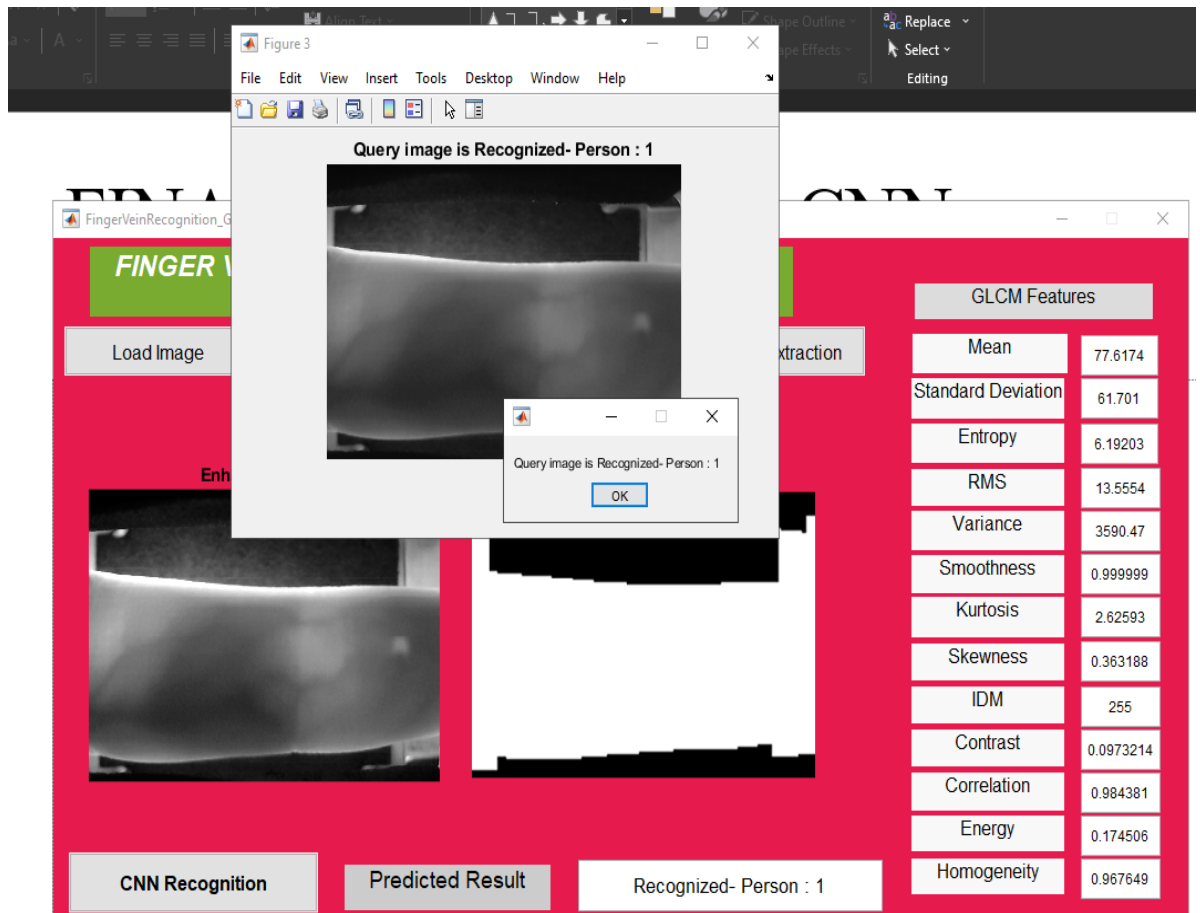 Align Text
Shape Outline
Replace
Select
Editing
Figure 3
File Edit View Insert Tools Desktop Window Help
Query image is Recognized- Person : 1
CNN
FingerVeinRecognition_G
FINGER
GLCM Features
Load Image
Mean 77.6174
Standard Deviation 61.701
Entropy 6.19203
RMS 13.5554
Variance 3590.47
Smoothness 0.999999
Kurtosis 2.62593
Skewness 0.363188
IDM 255
Contrast 0.0973214
Correlation 0.984381
Energy 0.174506
Homogeneity 0.967649
Query image is Recognized- Person : 1
OK
CNN Recognition
Predicted Result
Recognized- Person : 1